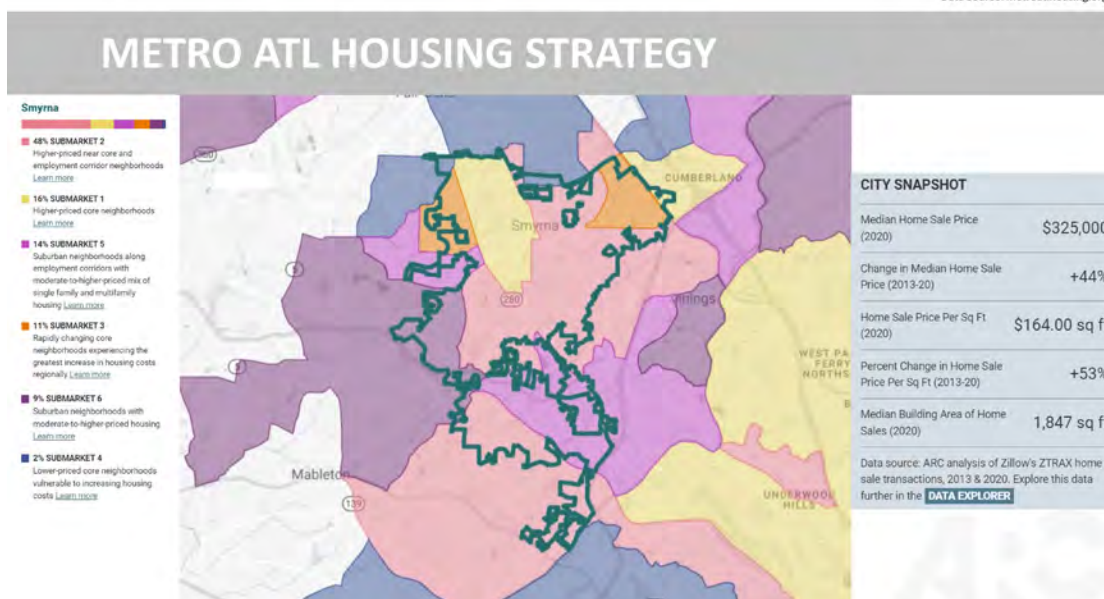 METRO ATL HOUSING STRATEGY
Smyrna
48% SUBMARKET 2
Higher-priced near core and
employment corridor neighborhoods
Learn more
16% SUBMARKET 1
Higher-priced core neighborhoods
Learn more
14% SUBMARKET 5
Suburban neighborhoods along
employment corridors with
moderate-to-higher-priced mix of
single family and multifamily
housing Learn more
11% SUBMARKET 3
Rapidly changing core
neighborhoods experiencing the
greatest increase in housing costs
regionally Learn more
9% SUBMARKET 6
Suburban neighborhoods with
moderate-to-higher-priced housing
Learn more
2% SUBMARKET 4
Lower-priced core neighborhoods
vulnerable to increasing housing
costs Learn more
CUMBERLAND
Smyrna
280
Vinings
WEST PA
FERRY
NORTHS
Mableton
139
UNDERWOOD
HILLS
CITY SNAPSHOT
Median Home Sale Price
(2020)
$325,000
Change in Median Home Sale
Price (2013-20)
+44%
Home Sale Price Per Sq Ft
(2020)
$164.00 sq f
Percent Change in Home Sale
Price Per Sq Ft (2013-20)
+53%
Median Building Area of Home
Sales (2020)
1,847 sq f
Data source: ARC analysis of Zillow's ZTRAX home
sale transactions, 2013 & 2020. Explore this data
further in the DATA EXPLORER
ARC